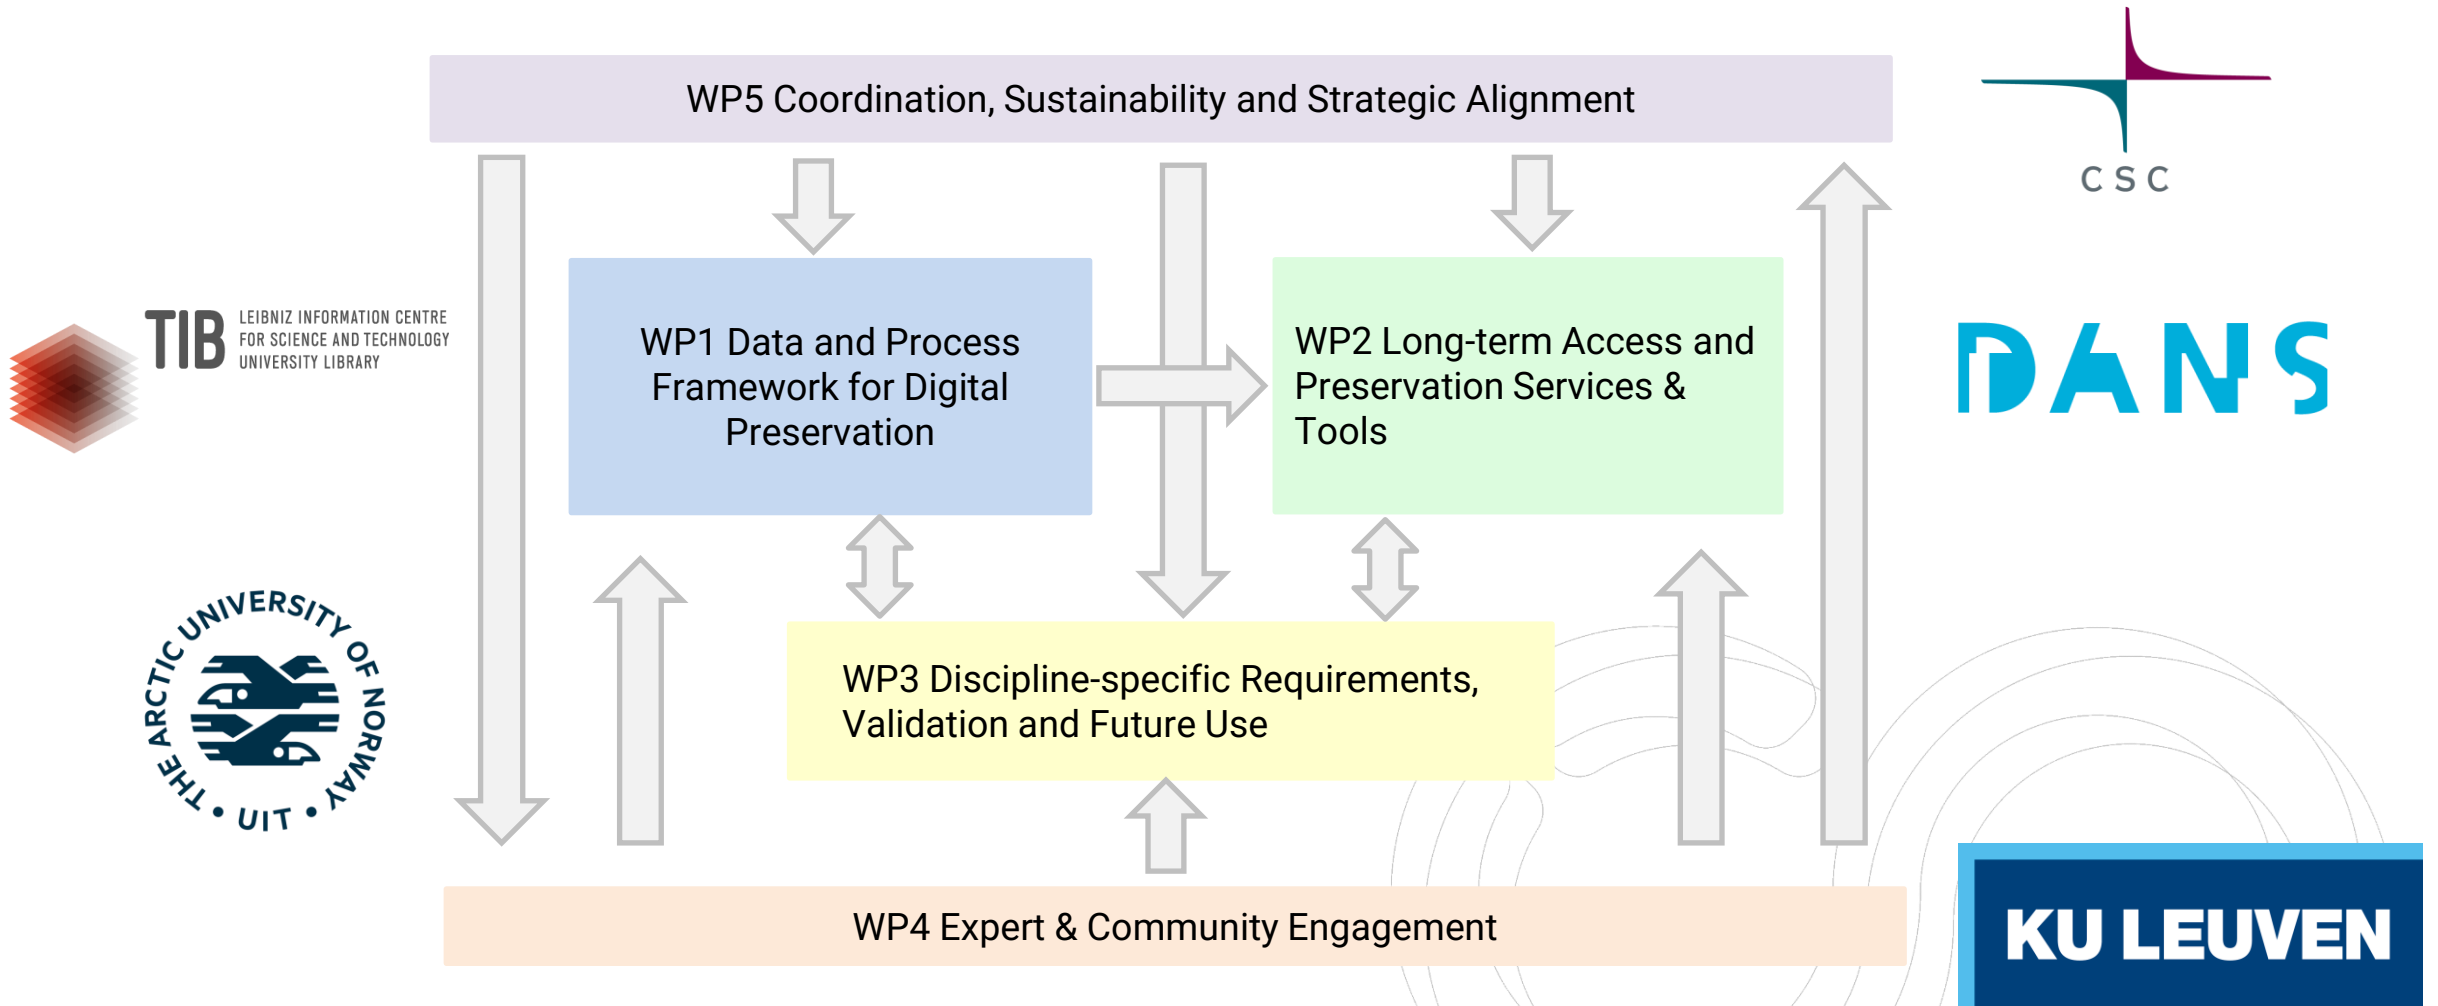 WP5 Coordination, Sustainability and Strategic Alignment
CSC
TIB
LEIBNIZ INFORMATION CENTRE
FOR SCIENCE AND TECHNOLOGY
UNIVERSITY LIBRARY
WP1 Data and Process
Framework for Digital
Preservation
WP2 Long-term Access and
Preservation Services &
Tools
DANS
THE ARCTIC UNIVERSITY OF NORWAY • UIT •
WP3 Discipline-specific Requirements,
Validation and Future Use
WP4 Expert & Community Engagement
KU LEUVEN